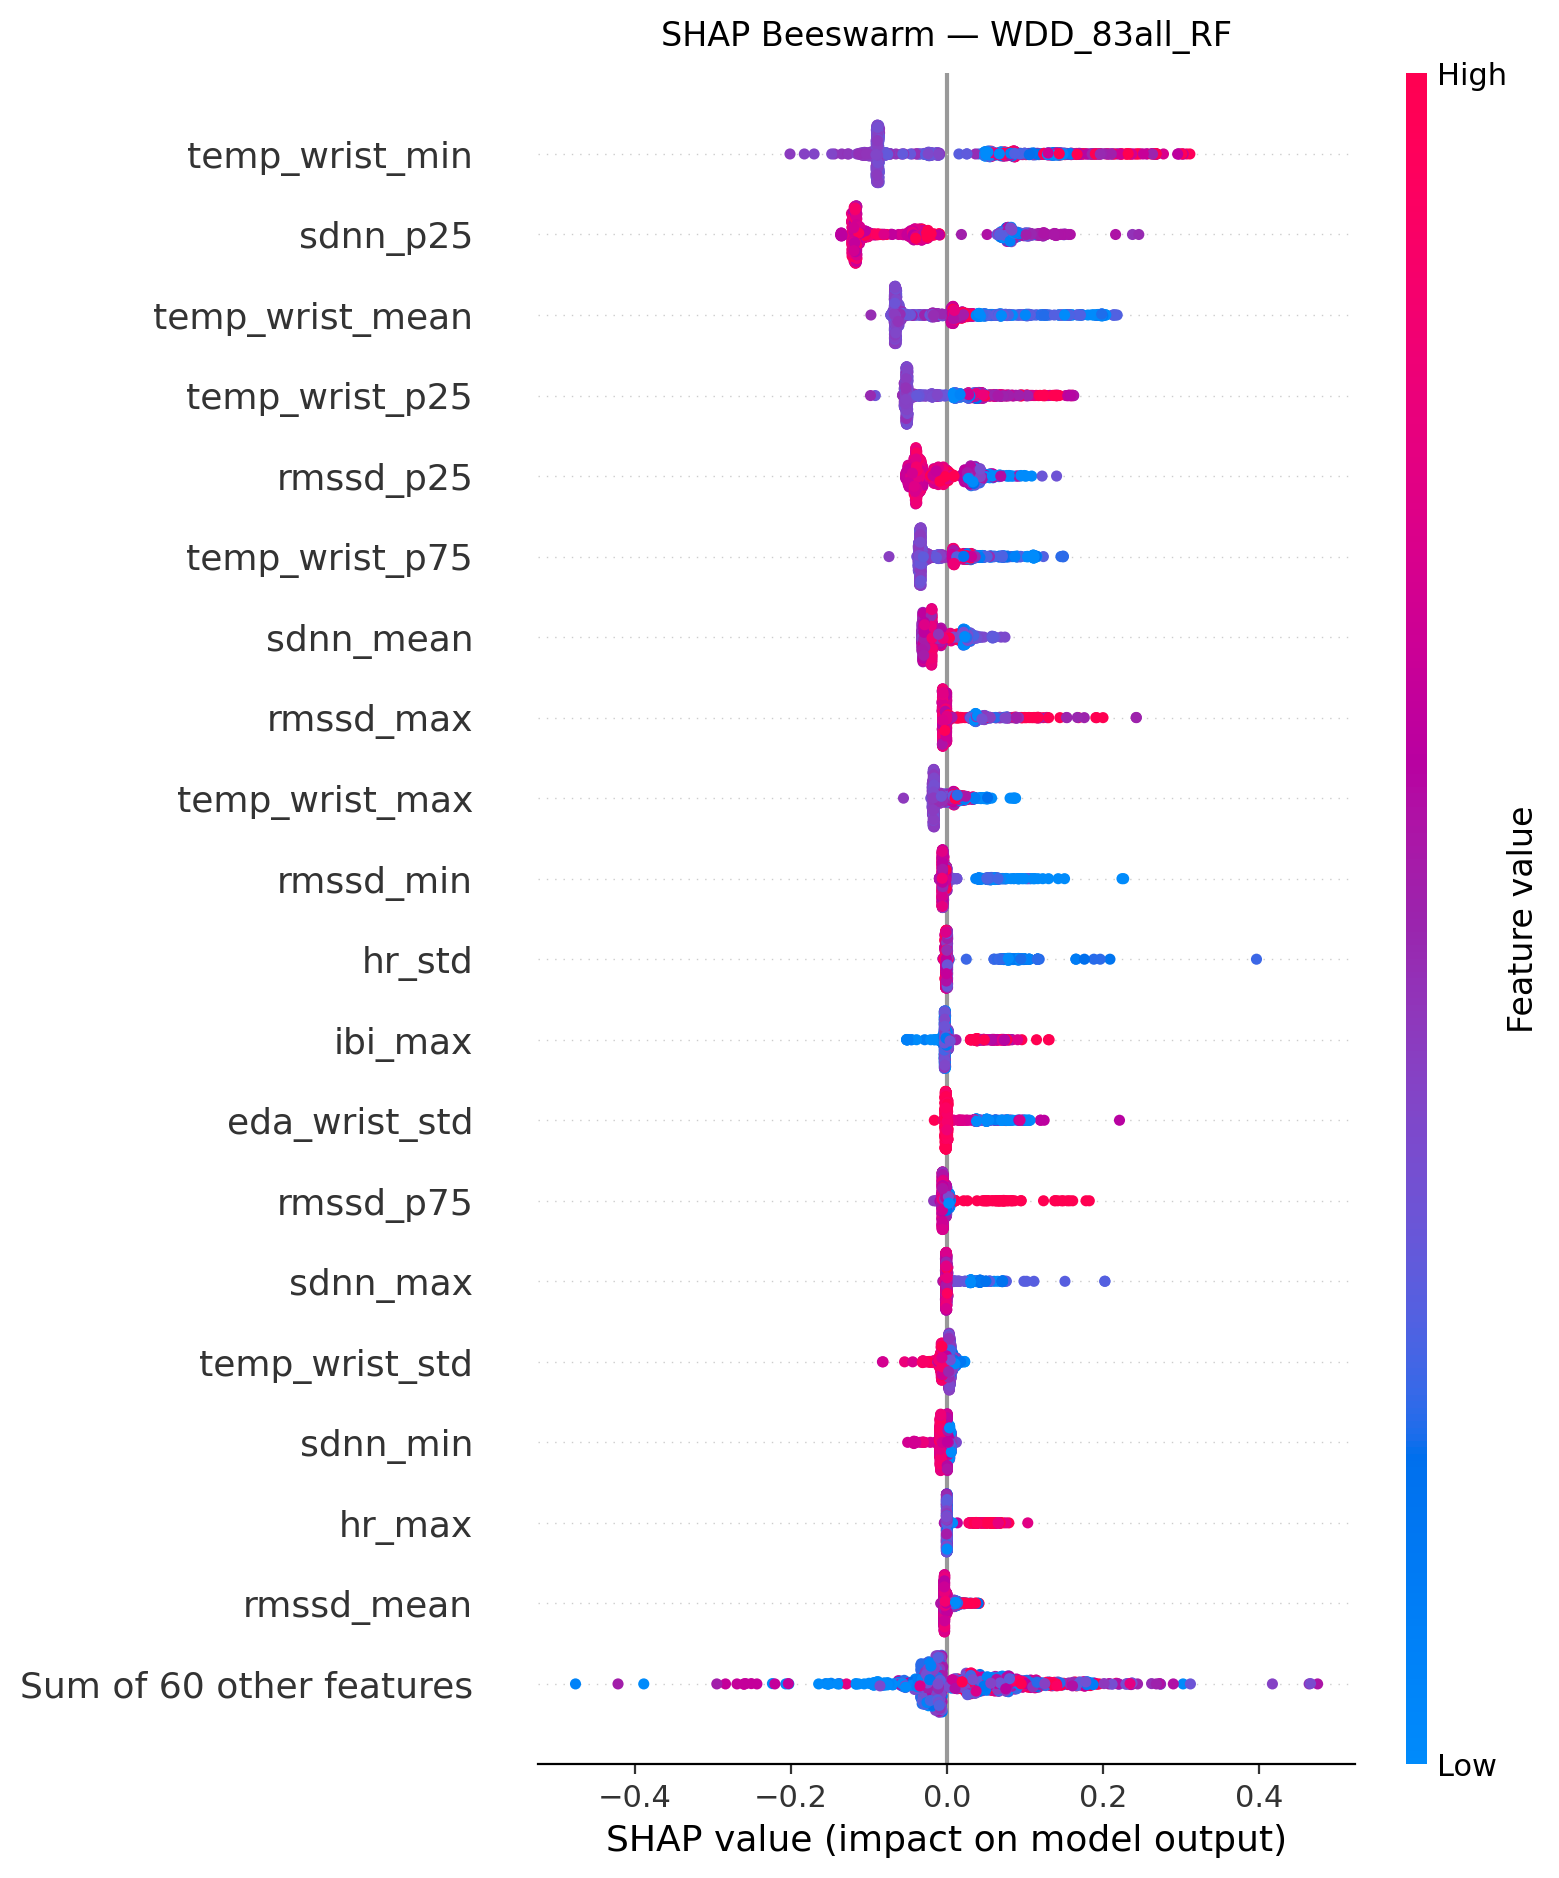 SHAP Beeswarm — WDD_83all_RF
High
temp_wrist_min
sdnn_p25
temp_wrist_mean
temp_wrist_p25
rmssd_p25
temp_wrist_p75
sdnn_mean
rmssd_max
temp_wrist_max
rmssd_min
hr_std
ibi_max
eda_wrist_std
rmssd_p75
sdnn_max
temp_wrist_std
sdnn_min
hr_max
rmssd_mean
Sum of 60 other features
Feature value
Low
−0.4 −0.2 0.0 0.2 0.4
SHAP value (impact on model output)